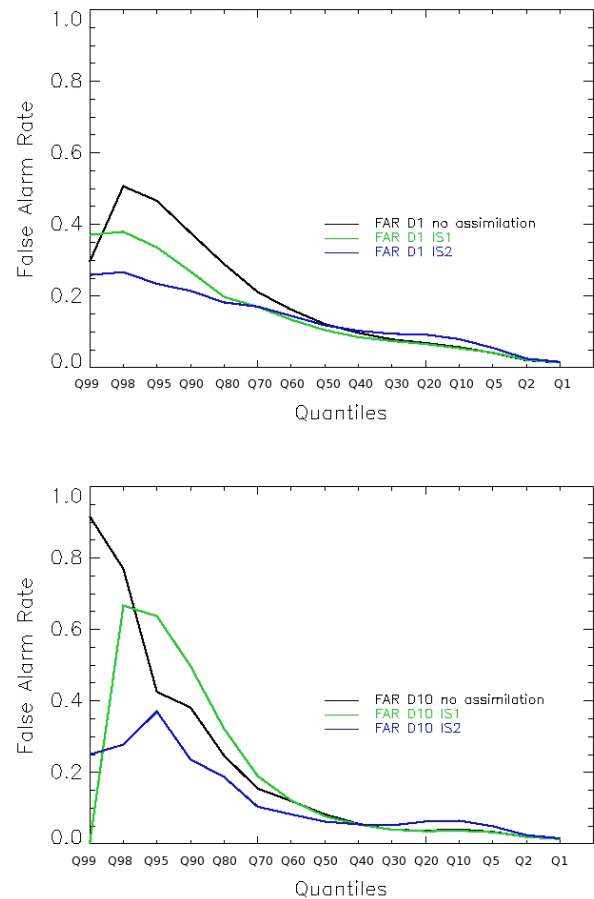 1.0
0.8
0.6
0.4
0.2
0.0
False Alarm Rate
FAR D1 no assimilation
FAR D1 IS1
FAR D1 IS2
Q99 Q98 Q95 Q90 Q80 Q70 Q60 Q50 Q40 Q30 Q20 Q10 Q5 Q2 Q1
Quantiles
1.0
0.8
0.6
0.4
0.2
0.0
False Alarm Rate
FAR D10 no assimilation
FAR D10 IS1
FAR D10 IS2
Q99 Q98 Q95 Q90 Q80 Q70 Q60 Q50 Q40 Q30 Q20 Q10 Q5 Q2 Q1
Quantiles